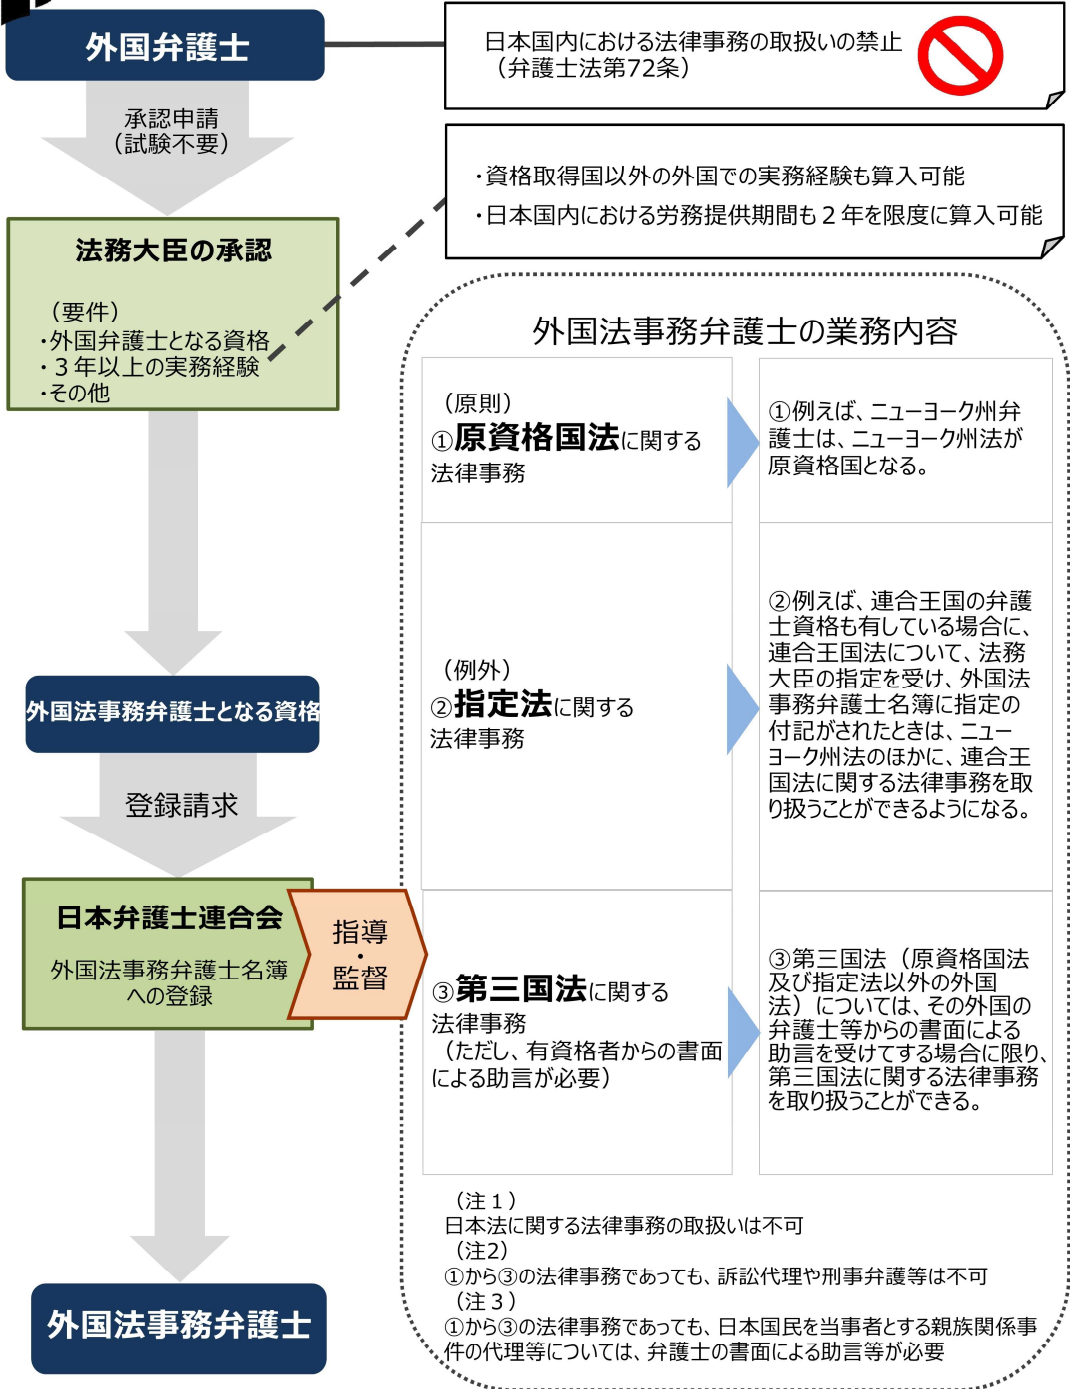 外国弁護士
日本国内における法律事務の取扱いの禁止
（弁護士法第72条）
承認申請
（試験不要）
・資格取得国以外の外国での実務経験も算入可能
・日本国内における労務提供期間も２年を限度に算入可能
法務大臣の承認
（要件）
・外国弁護士となる資格
・３年以上の実務経験
・その他
外国法事務弁護士となる資格
登録請求
日本弁護士連合会
外国法事務弁護士名簿
への登録
指導
・
監督
外国法事務弁護士
外国法事務弁護士の業務内容
（原則）
①原資格国法に関する
法律事務
①例えば、ニューヨーク州弁
護士は、ニューヨーク州法が
原資格国となる。
（例外）
②指定法に関する
法律事務
②例えば、連合王国の弁護
士資格も有している場合に、
連合王国法について、法務
大臣の指定を受け、外国法
事務弁護士名簿に指定の
付記がされたときは、ニュー
ヨーク州法のほかに、連合王
国法に関する法律事務を取
り扱うことができるようになる。
③第三国法に関する
法律事務
（ただし、有資格者からの書面
による助言が必要）
③第三国法（原資格国法
及び指定法以外の外国
法）については、その外国の
弁護士等からの書面による
助言を受けてする場合に限り、
第三国法に関する法律事務
を取り扱うことができる。
（注１）
日本法に関する法律事務の取扱いは不可
（注2）
①から③の法律事務であっても、訴訟代理や刑事弁護等は不可
（注３）
①から③の法律事務であっても、日本国民を当事者とする親族関係事
件の代理等については、弁護士の書面による助言等が必要